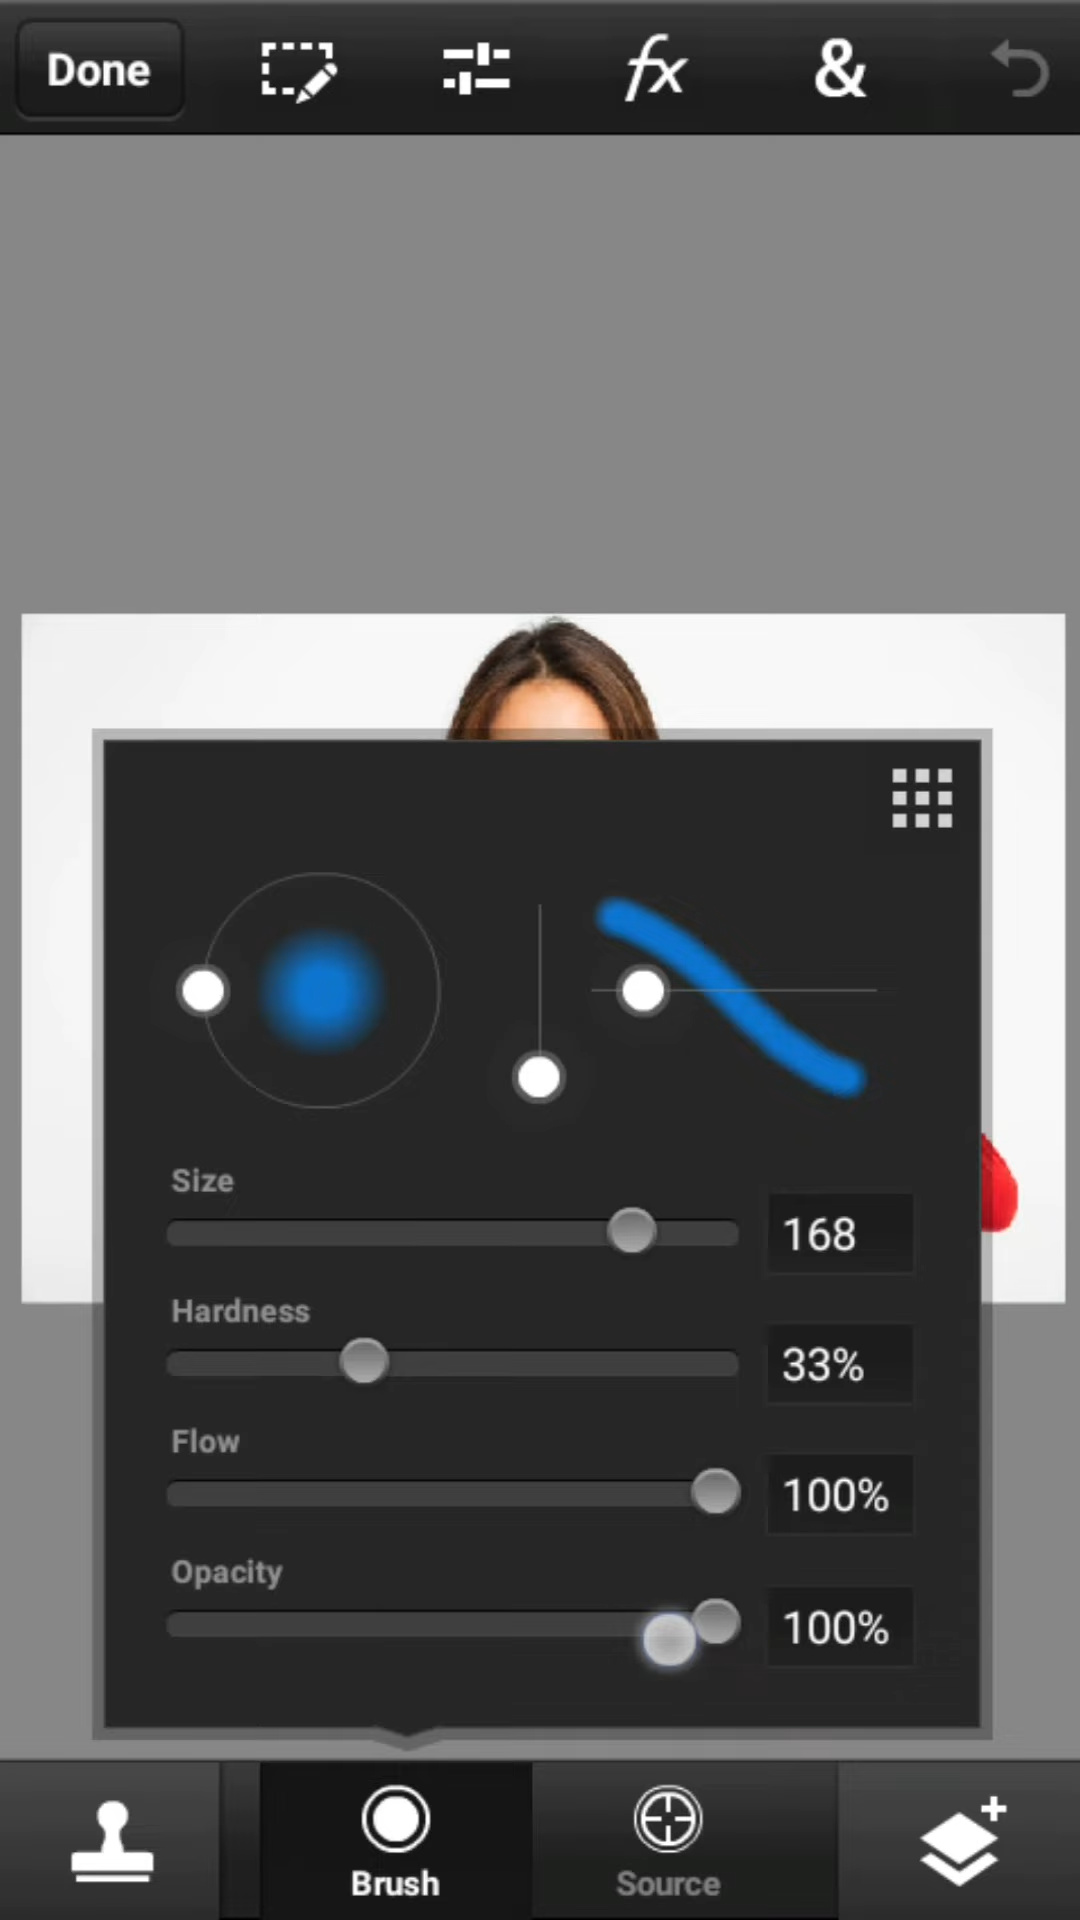 Done
fx
&
Size
168
Hardness
33%
Flow
100%
Opacity
100%
Brush
Source